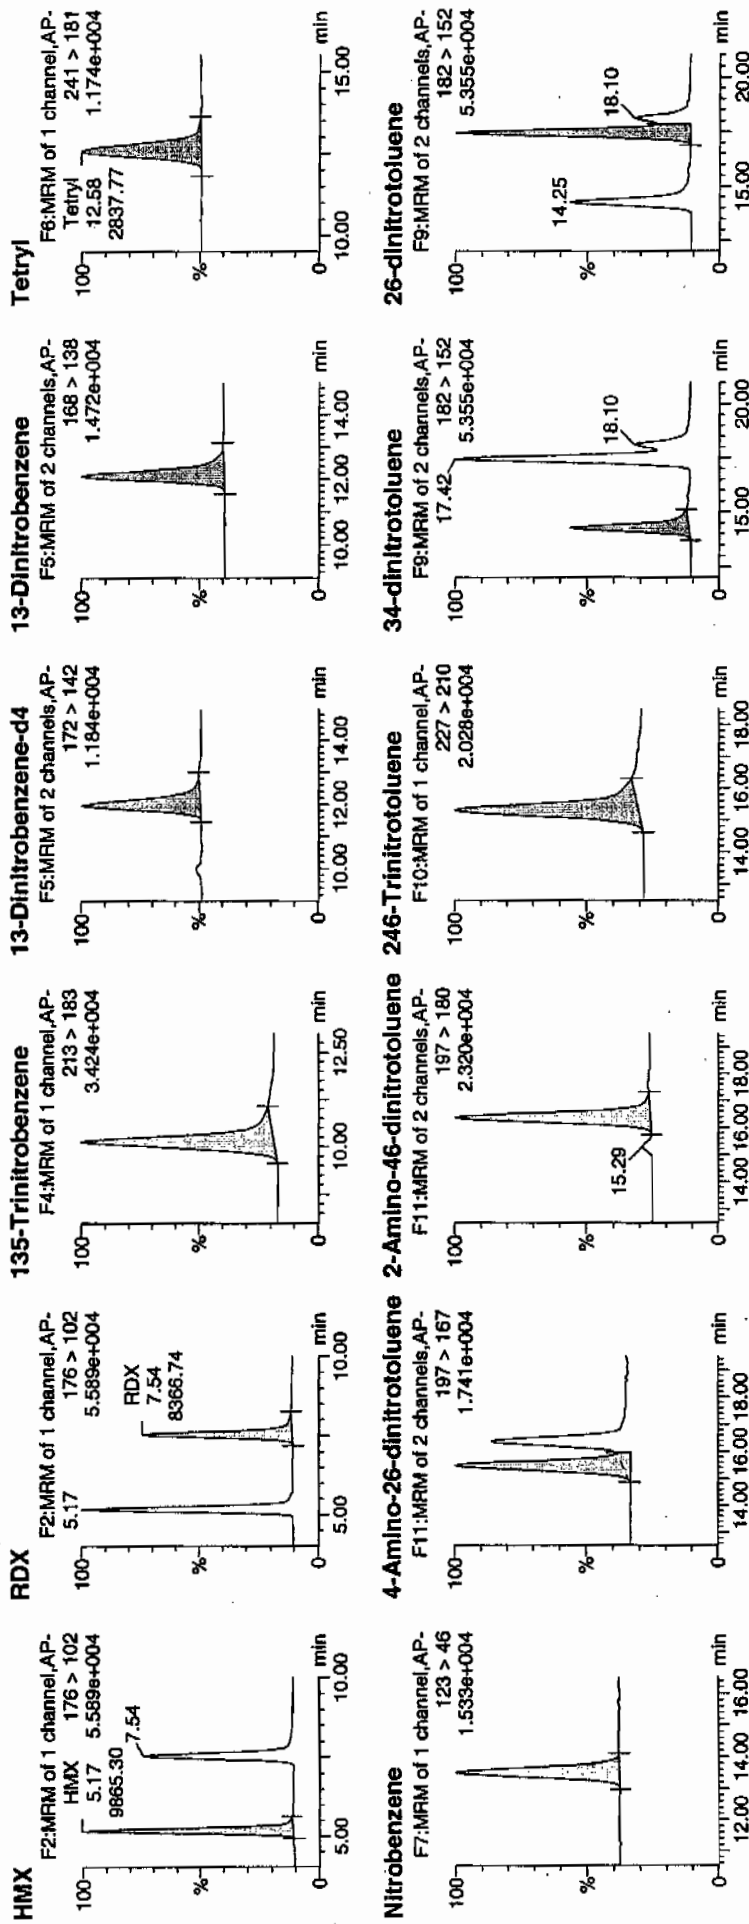 HMX
F2:MRM of 1 channel,AP-
HMX 176 > 102
5.17 5.589e+004
9865.30
7.54
100
%
0
5.00 10.00 min
RDX
F2:MRM of 1 channel,AP-
5.17 176 > 102
5.589e+004
RDX
7.54
8366.74
100
%
0
5.00 10.00 min
135-Trinitrobenzene
F4:MRM of 1 channel,AP-
213 > 183
3.424e+004
100
%
0
10.00 12.50 min
13-Dinitrobenzene-d4
F5:MRM of 2 channels,AP-
172 > 142
1.184e+004
100
%
0
10.00 12.00 14.00 min
13-Dinitrobenzene
F5:MRM of 2 channels,AP-
168 > 138
1.472e+004
100
%
0
10.00 12.00 14.00 min
Tetryl
F6:MRM of 1 channel,AP-
Tetryl 241 > 181
12.58 1.174e+004
2837.77
100
%
0
10.00 15.00 min
Nitrobenzene
F7:MRM of 1 channel,AP-
123 > 46
1.533e+004
100
%
0
12.00 14.00 16.00 min
4-Amino-26-dinitrotoluene
F11:MRM of 2 channels,AP-
197 > 167
1.741e+004
100
%
0
14.00 16.00 18.00 min
2-Amino-46-dinitrotoluene
F11:MRM of 2 channels,AP-
197 > 180
2.320e+004
15.29
100
%
0
14.00 16.00 18.00 min
246-Trinitrotoluene
F10:MRM of 1 channel,AP-
227 > 210
2.028e+004
100
%
0
14.00 16.00 18.00 min
34-dinitrotoluene
F9:MRM of 2 channels,AP-
17.42 182 > 152
5.355e+004
18.10
100
%
0
15.00 20.00 min
26-dinitrotoluene
F9:MRM of 2 channels,AP-
182 > 152
5.355e+004
14.25
18.10
100
%
0
15.00 20.00 min